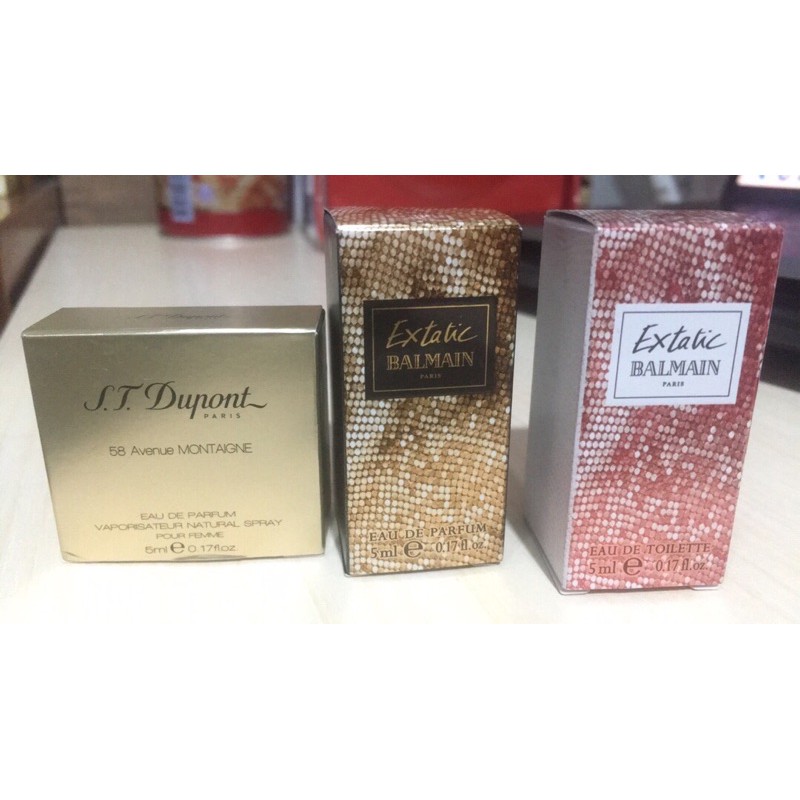 S.T. Dupont
PARIS
58 Avenue MONTAIGNE
EAU DE PARFUM
VAPORISATEUR NATURAL SPRAY
POUR FEMME
5ml e 0.17fl.oz.
Extatic
BALMAIN
PARIS
EAU DE PARFUM
5 ml e 0.17 fl.oz.
Extatic
BALMAIN
PARIS
EAU DE TOILETTE
5 ml e 0.17 fl.oz.